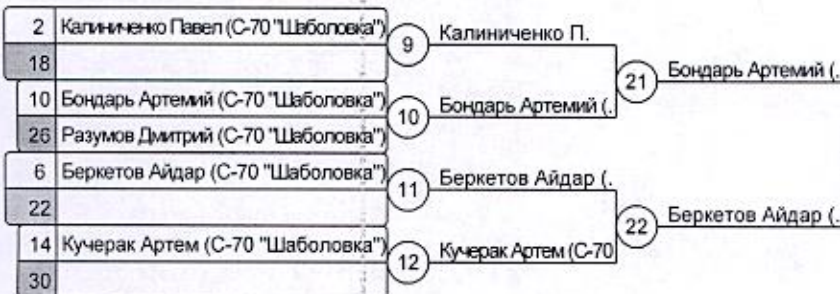 2 Калиниченко Павел (С-70 "Шаболовка")
18
9
Калиниченко П.
10 Бондарь Артемий (С-70 "Шаболовка")
26 Разумов Дмитрий (С-70 "Шаболовка")
10
Бондарь Артемий (.
21
Бондарь Артемий (.
6 Беркетов Айдар (С-70 "Шаболовка")
22
11
Беркетов Айдар (.
14 Кучерак Артем (С-70 "Шаболовка")
30
12
Кучерак Артем (С-70
22
Беркетов Айдар (.